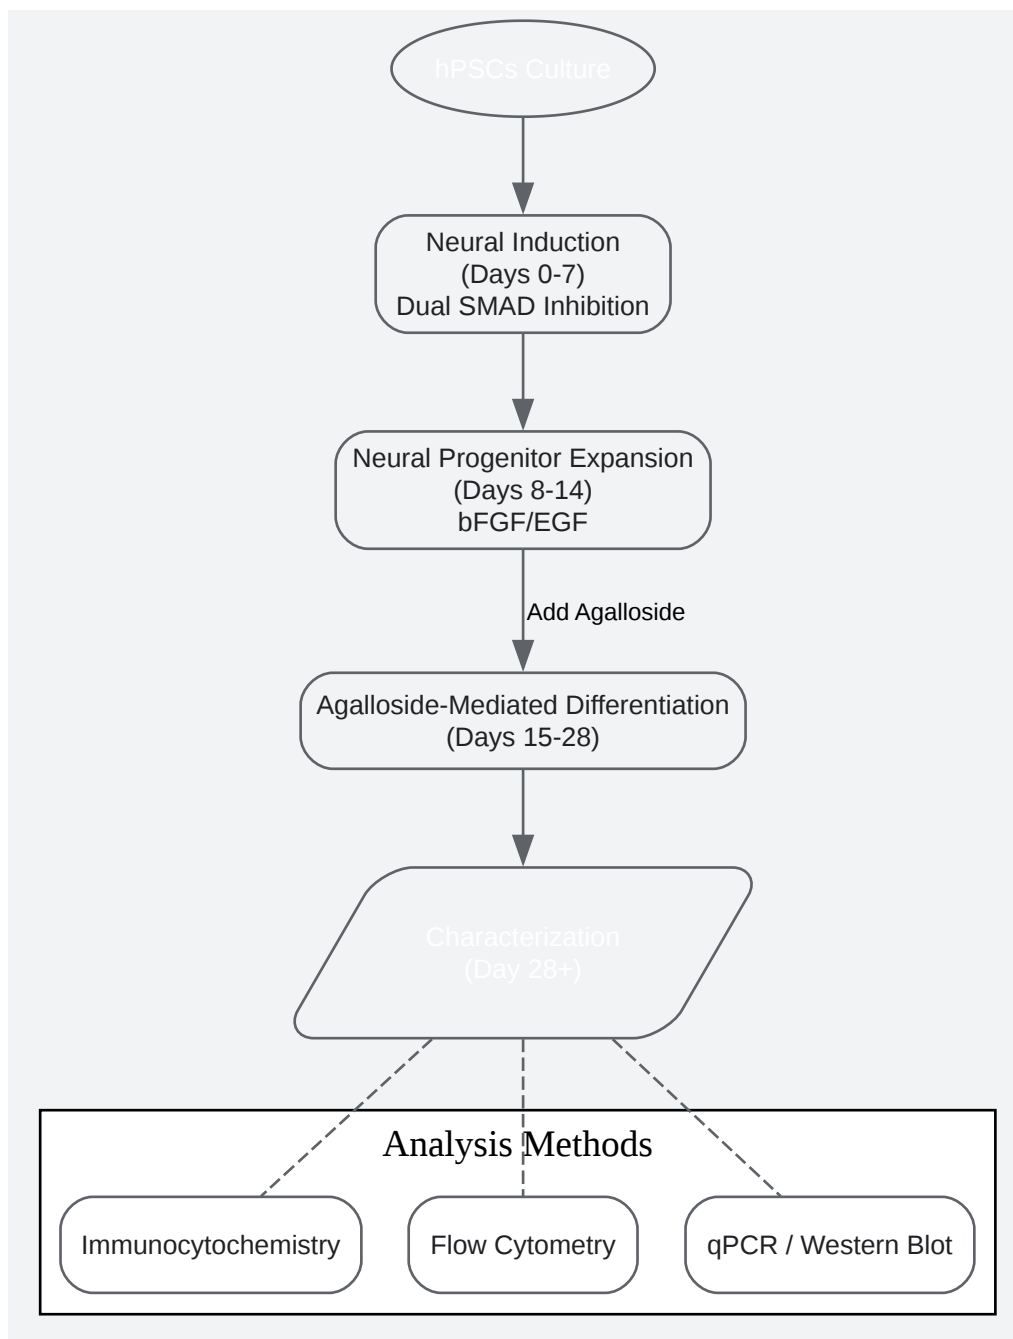 hPSCs Culture
Neural Induction
(Days 0-7)
Dual SMAD Inhibition
Neural Progenitor Expansion
(Days 8-14)
bFGF/EGF
Add Agalloside
Agalloside-Mediated Differentiation
(Days 15-28)
Characterization
(Day 28+)
Analysis Methods
Immunocytochemistry
Flow Cytometry
qPCR / Western Blot